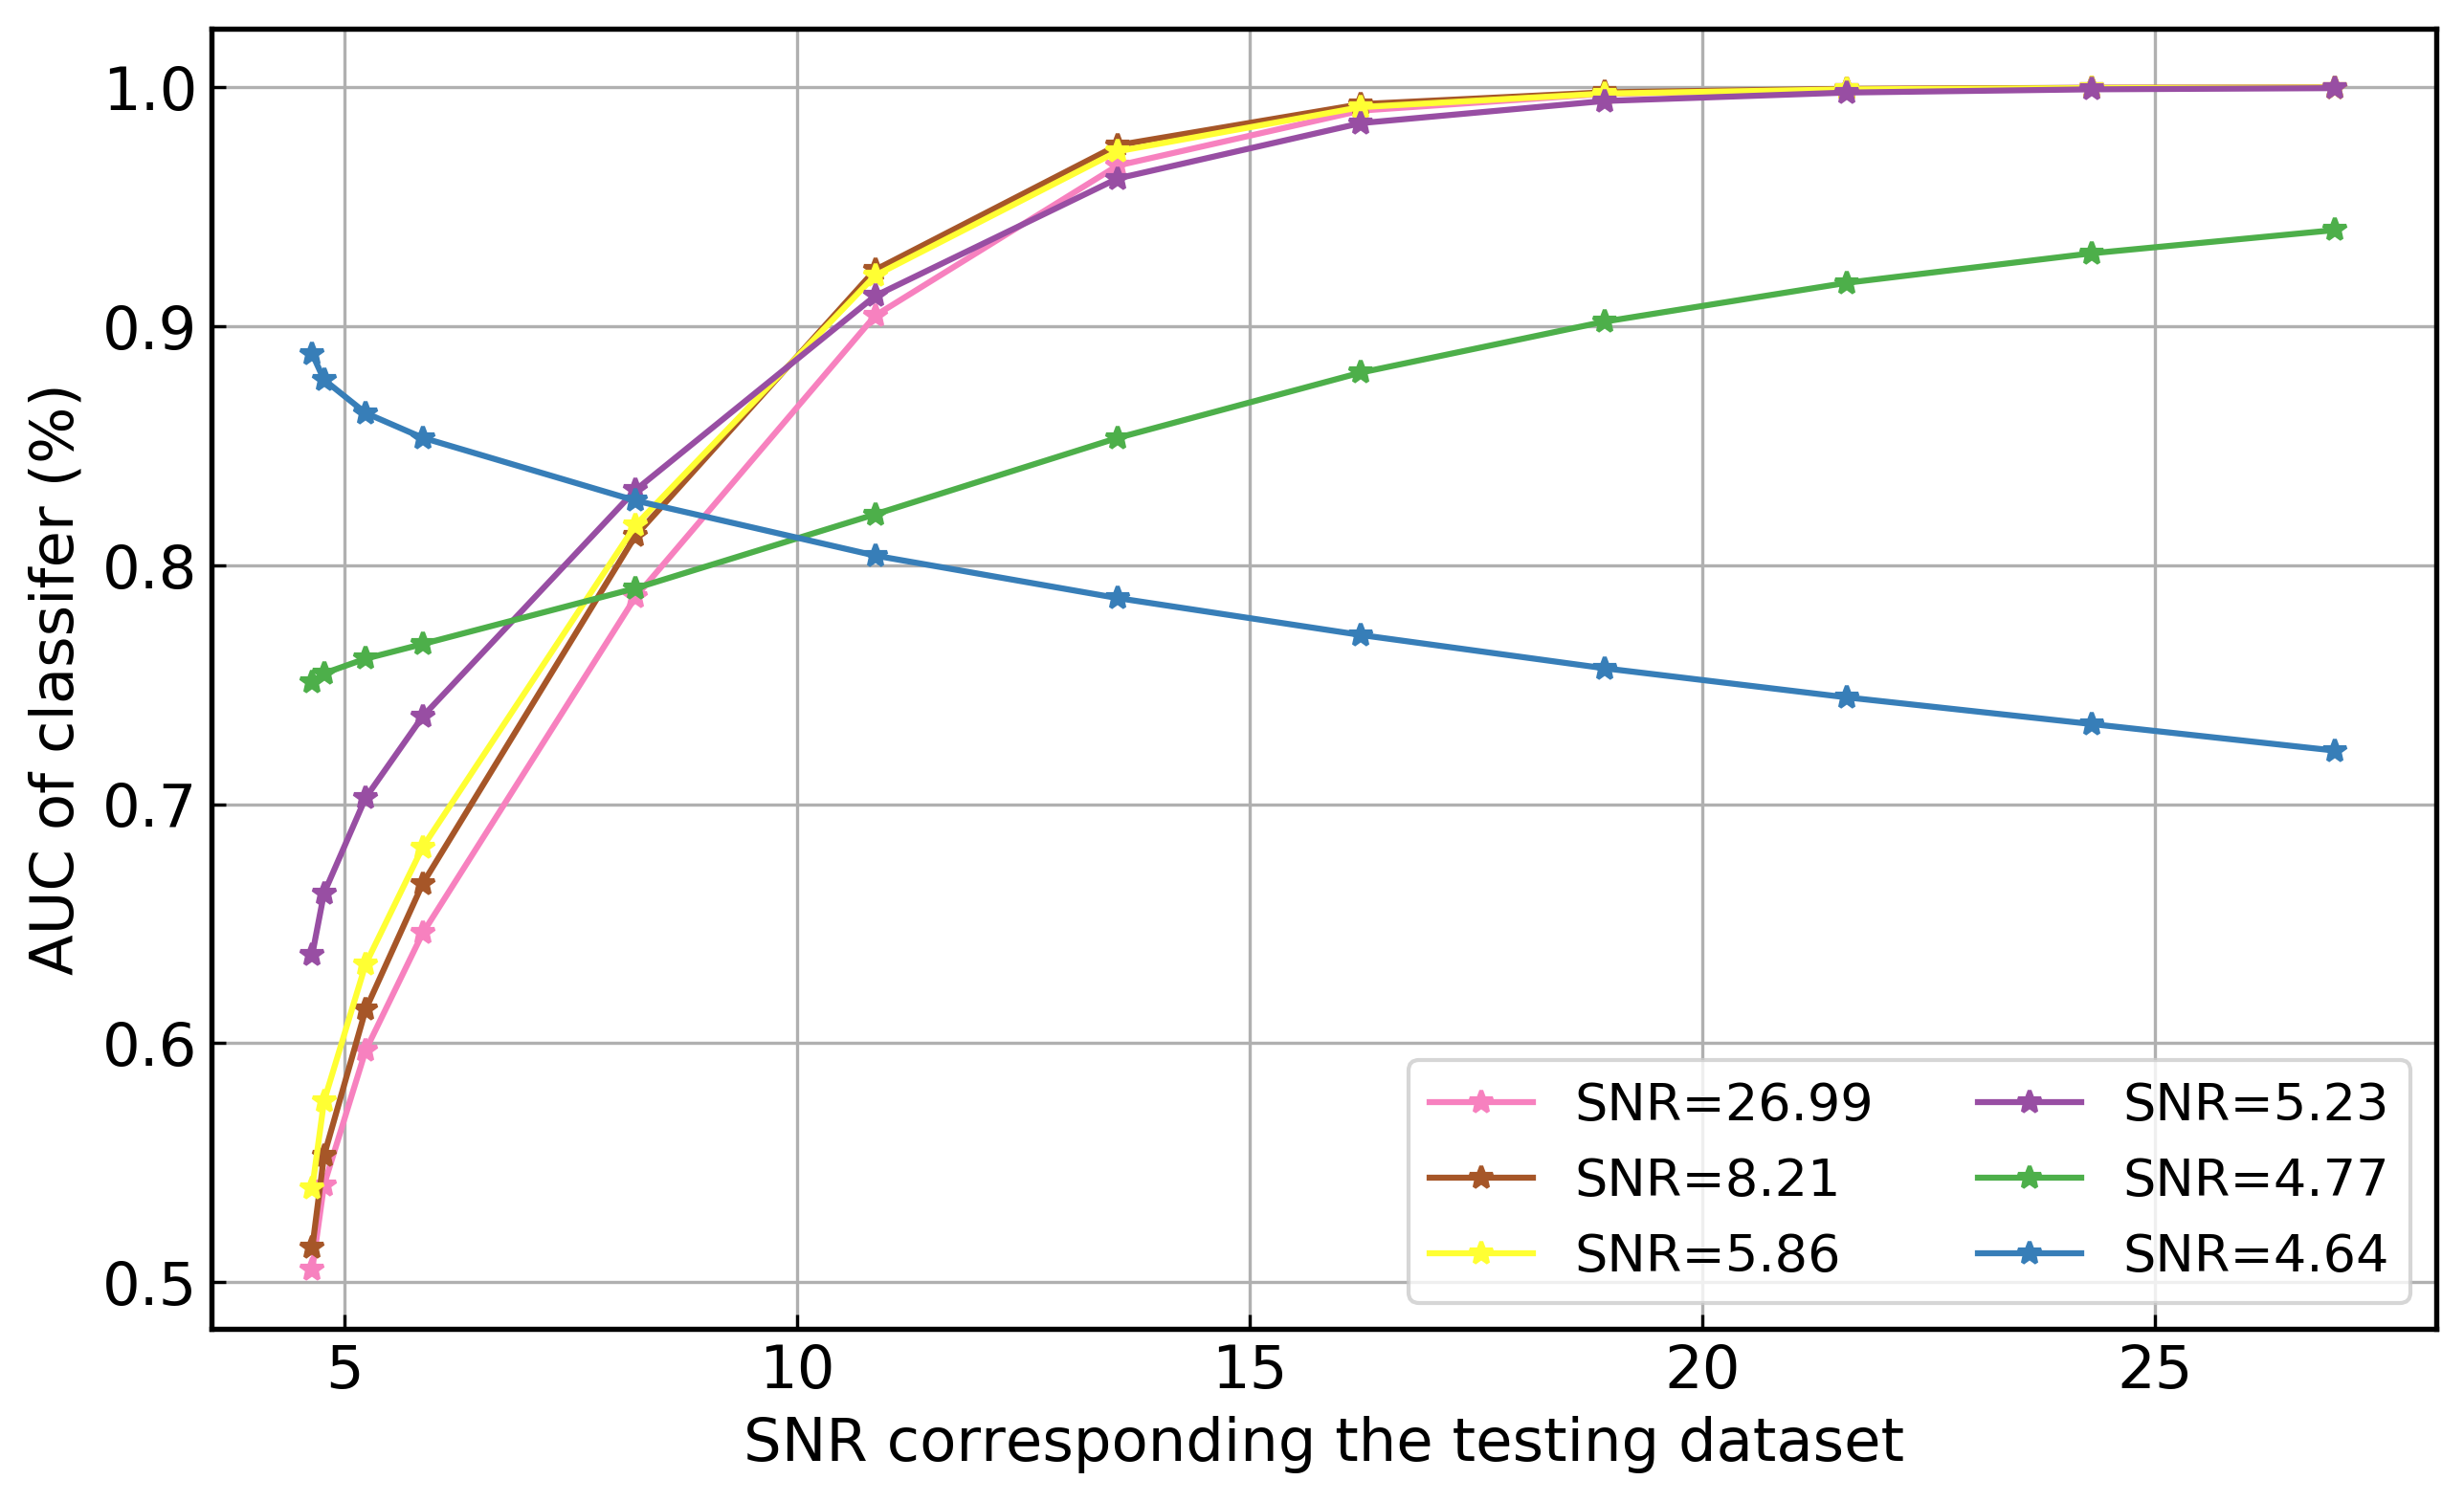 1.0
0.9
0.8
0.7
0.6
0.5
AUC of classifer (%)
5 10 15 20 25
SNR corresponding the testing dataset
SNR=26.99
SNR=8.21
SNR=5.86
SNR=5.23
SNR=4.77
SNR=4.64